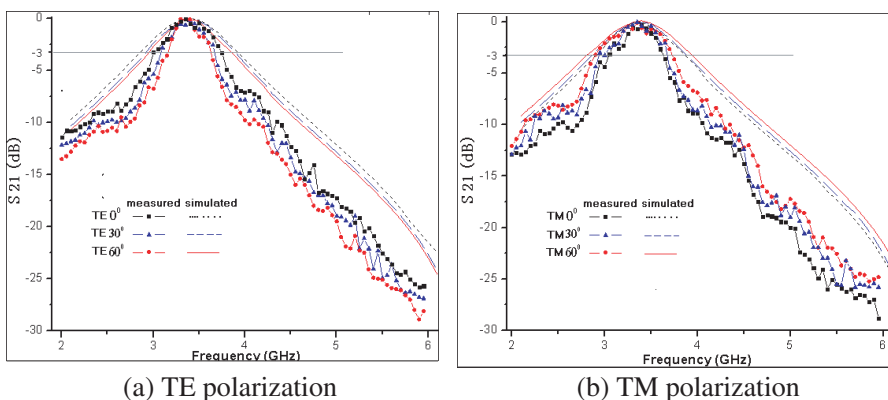 0
-3
-5
-10
-15
-20
-25
-30
S 21 (dB)
measured simulated
TE 0⁰
TE 30⁰
TE 60⁰
2 3 4 5 6
Frequency (GHz)
(a) TE polarization
0
-3
-5
-10
-15
-20
-25
-30
S 21 (dB)
measured simulated
TM 0⁰
TM 30⁰
TM 60⁰
2 3 4 5 6
Frequency (GHz)
(b) TM polarization